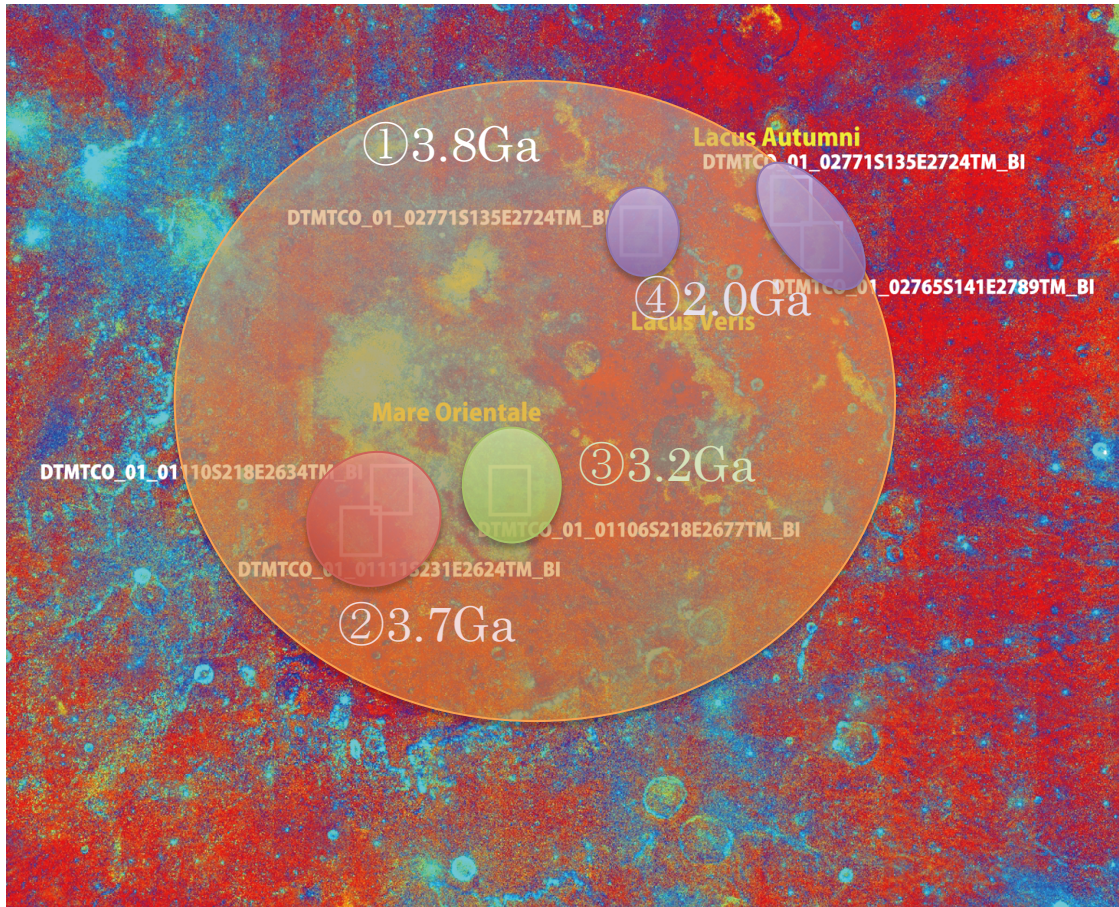 ①3.8Ga
Lacus Autumni
DTMTCO_01_02771S135E2724TM_BI
DTMTCO_01_02771S135E2724TM_BI
DTMTCO_01_02765S141E2789TM_BI
④2.0Ga
Lacus Veris
Mare Orientale
③3.2Ga
DTMTCO_01_01110S218E2634TM_BI
DTMTCO_01_01106S218E2677TM_BI
DTMTCO_01_01111S231E2624TM_BI
②3.7Ga